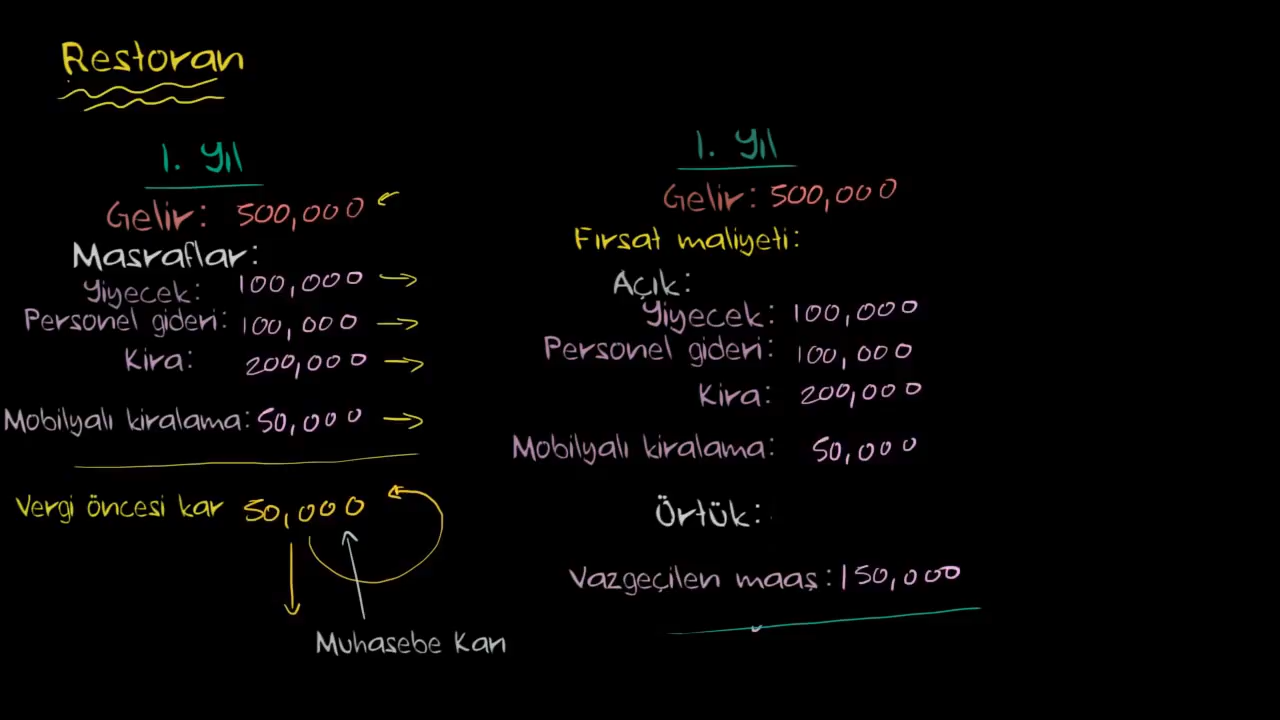 Restoran
1. Yıl
Gelir: 500,000
Masraflar:
Yiyecek: 100,000
Personel gideri: 100,000
Kira: 200,000
Mobilyalı kiralama: 50,000
Vergi öncesi kar 50,000
Muhasebe Karı
1. Yıl
Gelir: 500,000
Fırsat maliyeti:
Açık:
Yiyecek: 100,000
Personel gideri: 100,000
Kira: 200,000
Mobilyalı kiralama: 50,000
Ürtük:
Vazgeçilen maaş: 150,000